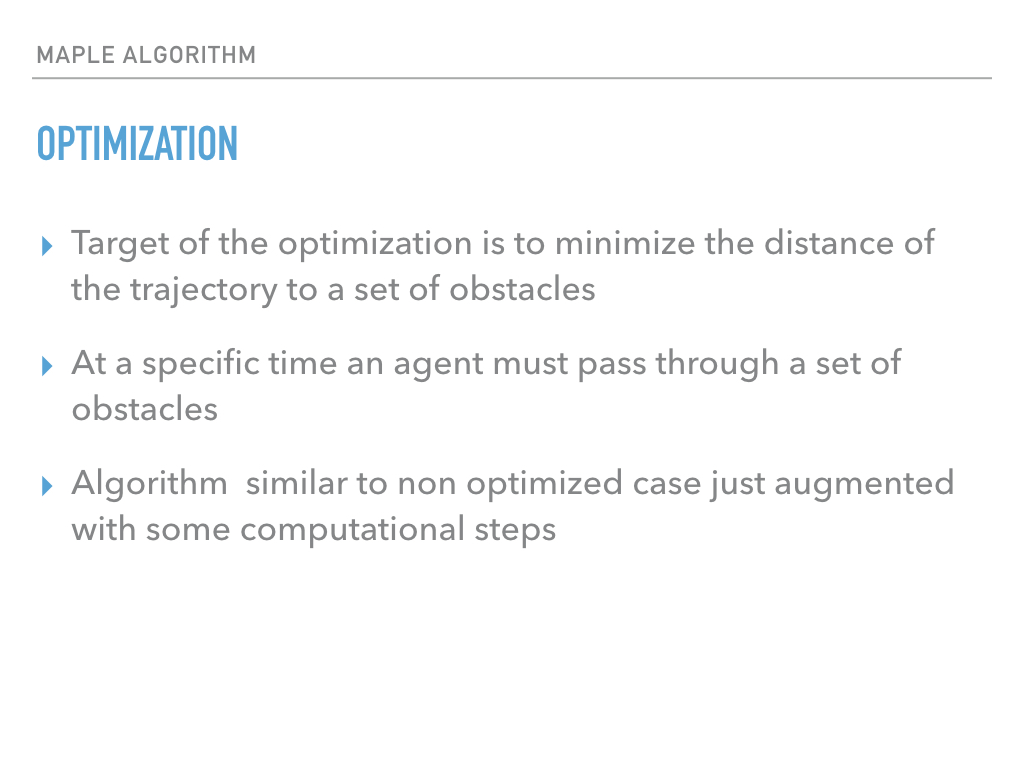 MAPLE ALGORITHM
OPTIMIZATION
Target of the optimization is to minimize the distance of
the trajectory to a set of obstacles
At a specific time an agent must pass through a set of
obstacles
Algorithm  similar to non optimized case just augmented
with some computational steps